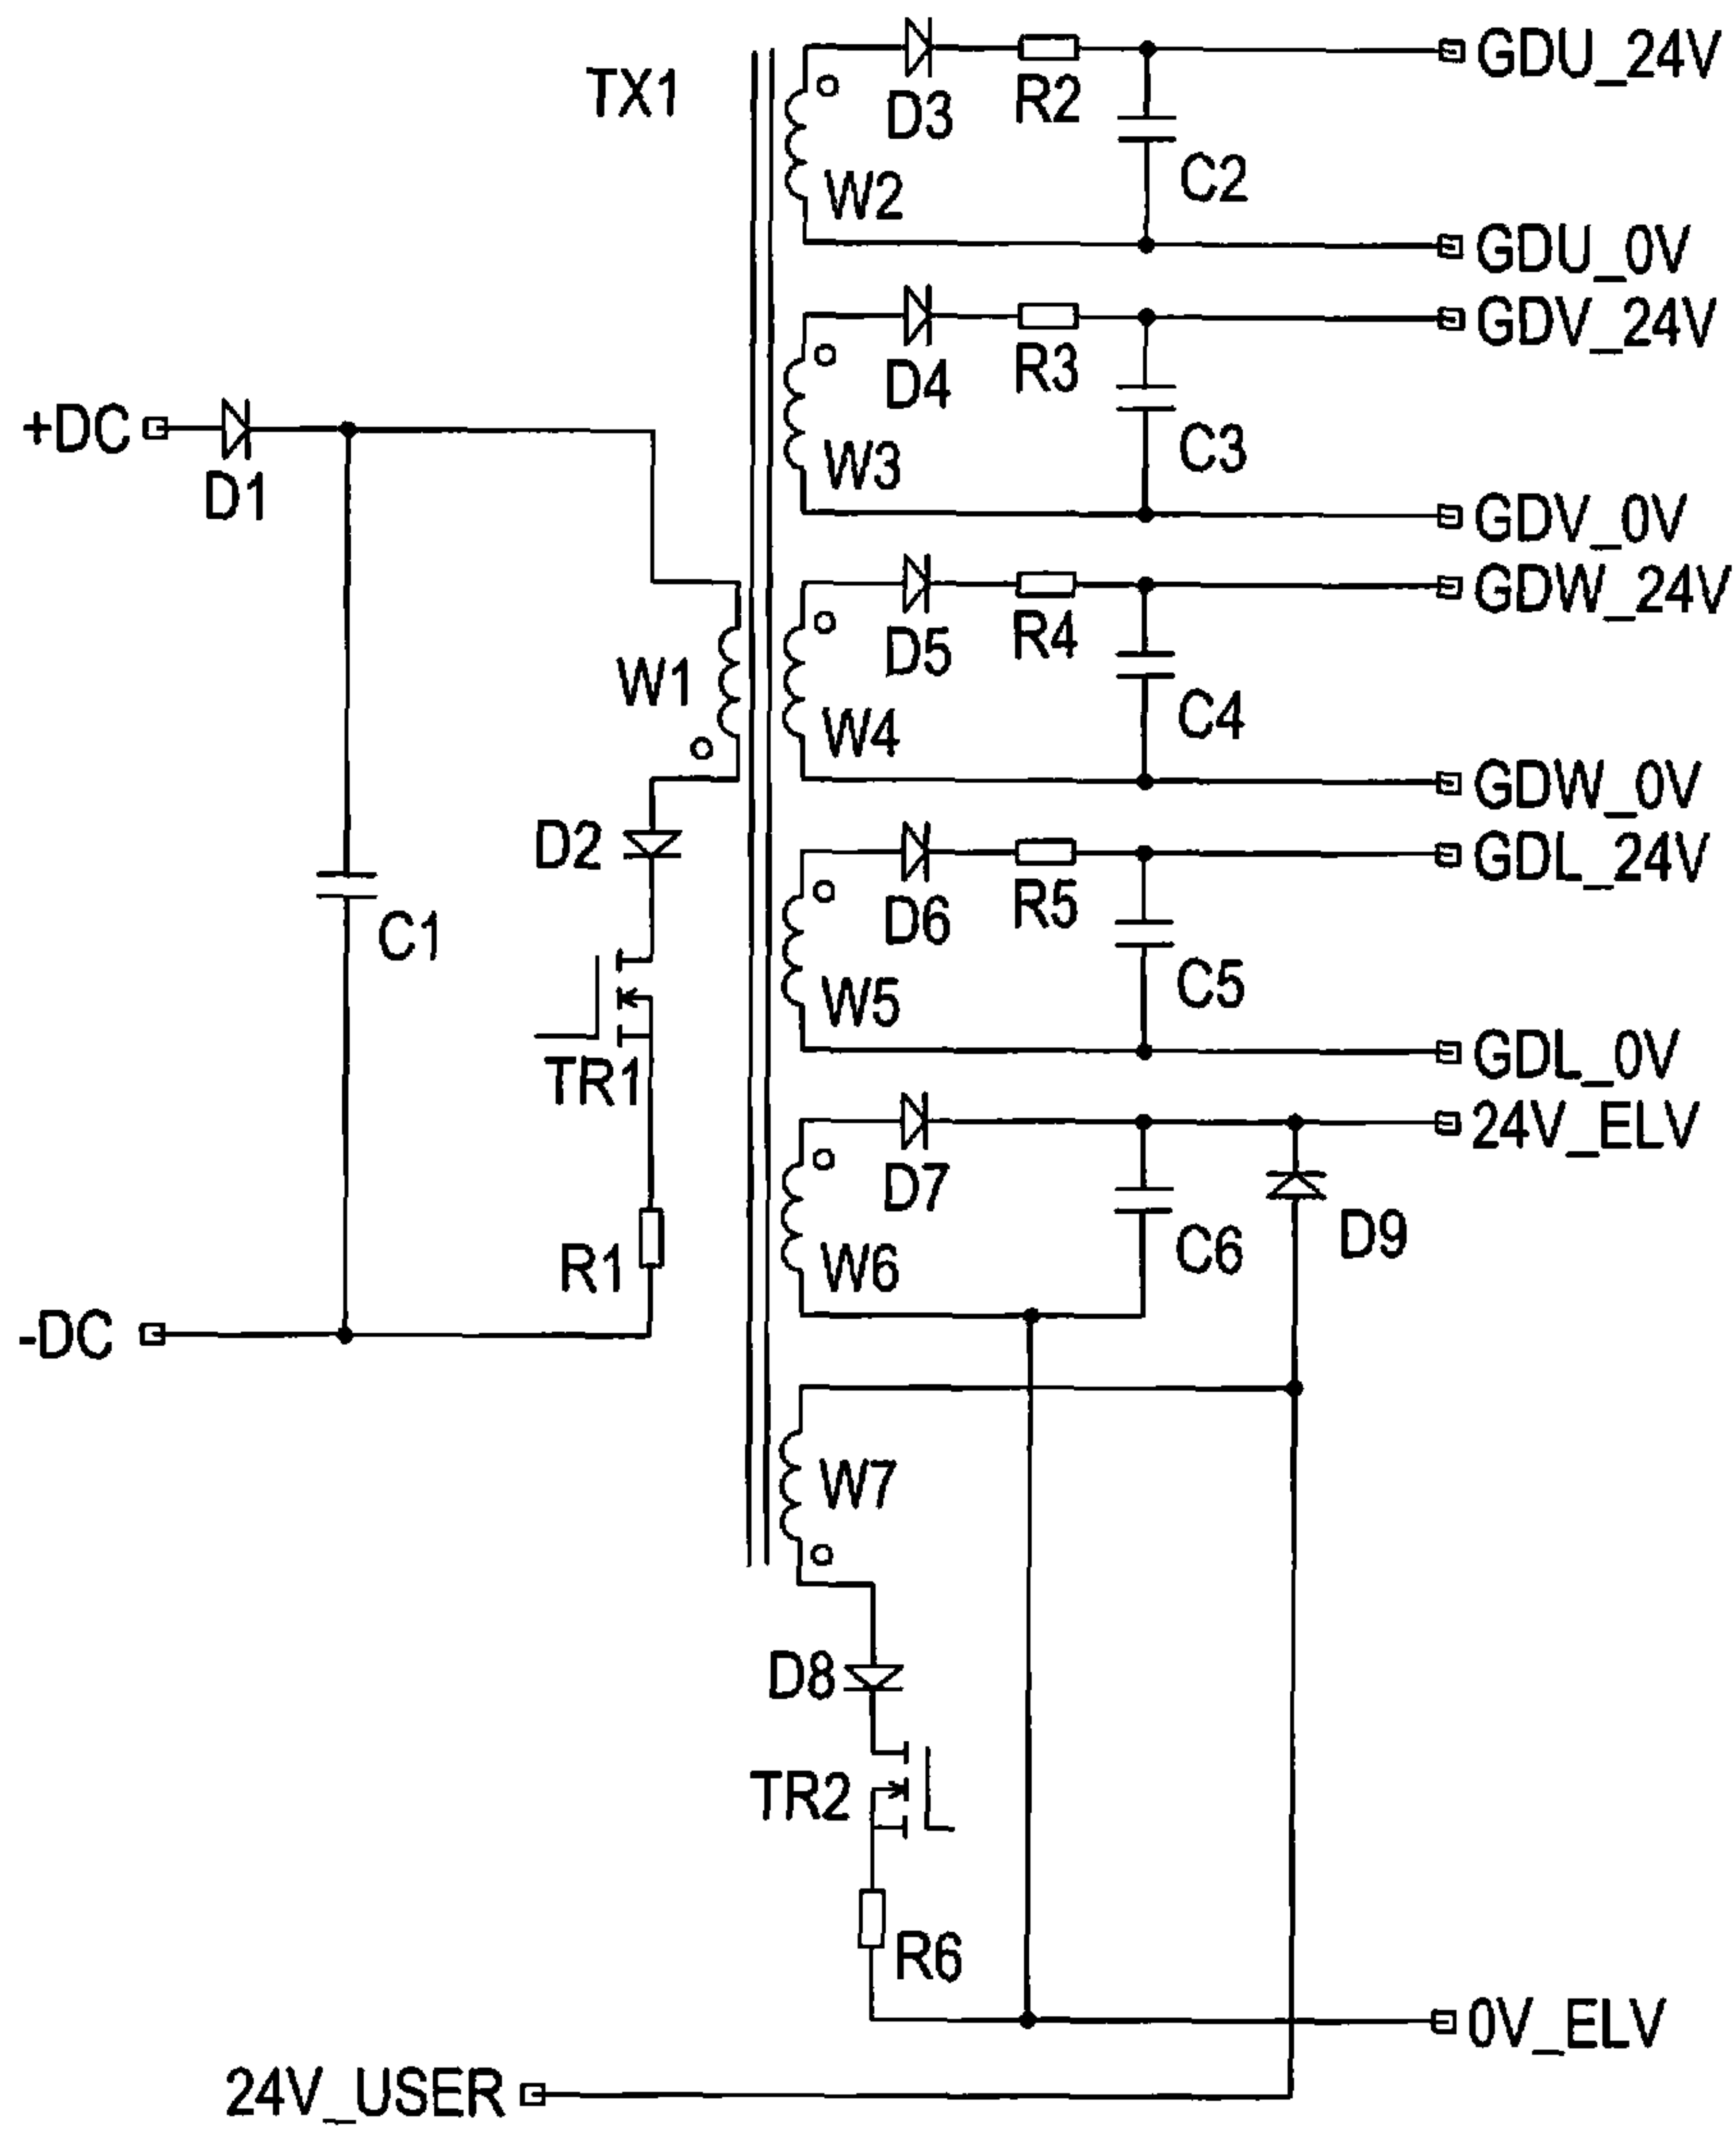 TX1
D3
R2
C2
W2
GDU_24V
GDU_0V
D4
R3
C3
W3
GDV_24V
GDV_0V
+DC
D1
D5
R4
C4
W4
GDW_24V
GDW_0V
W1
D2
C1
TR1
R1
-DC
D6
R5
C5
W5
GDL_24V
GDL_0V
D7
C6
D9
W6
24V_ELV
W7
D8
TR2
R6
0V_ELV
24V_USER